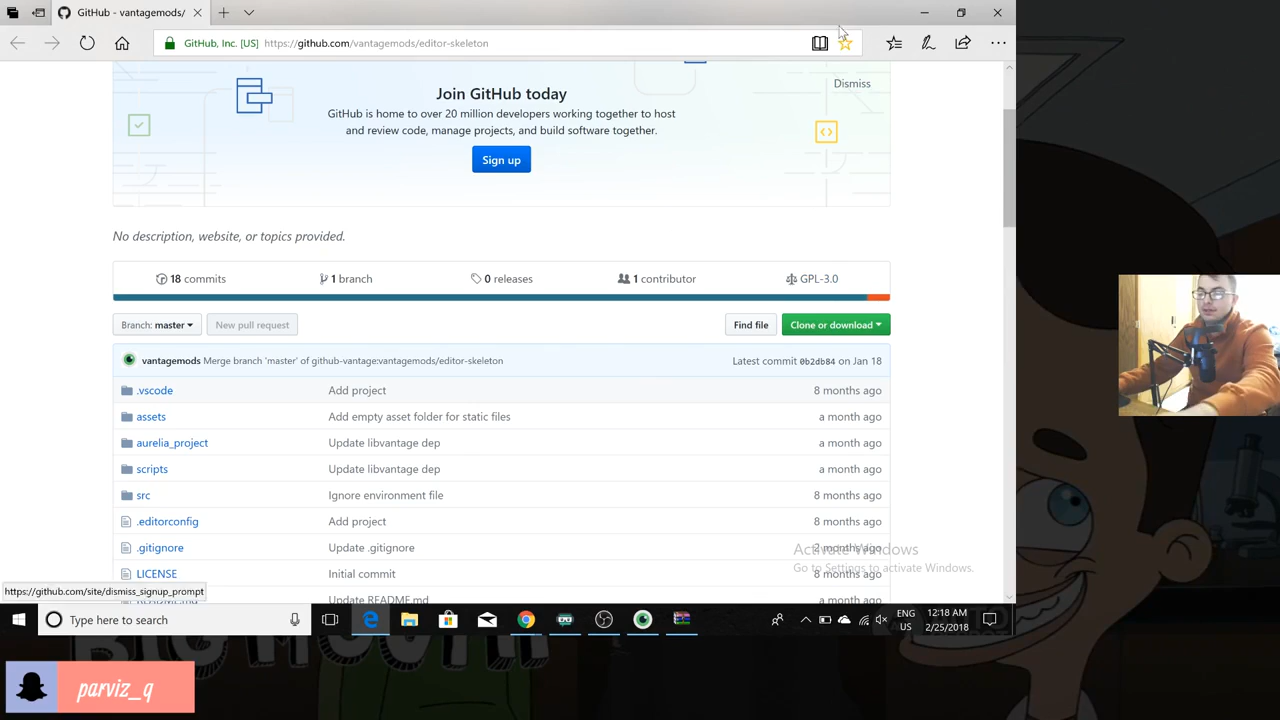 GitHub - vantagemods/
GitHub, Inc. [US] https://github.com/vantagemods/editor-skeleton
Join GitHub today
Dismiss
GitHub is home to over 20 million developers working together to host
and review code, manage projects, and build software together.
Sign up
No description, website, or topics provided.
18 commits 1 branch 0 releases 1 contributor GPL-3.0
Branch: master New pull request Find file Clone or download
vantagemods Merge branch 'master' of github-vantage:vantagemods/editor-skeleton Latest commit 0b2db84 on Jan 18
.vscode Add project 8 months ago
assets Add empty asset folder for static files a month ago
aurelia_project Update libvantage dep a month ago
scripts Update libvantage dep a month ago
src Ignore environment file 8 months ago
.editorconfig Add project 8 months ago
.gitignore Update .gitignore 2 months ago
Activate Windows
Go to Settings to activate Windows.
LICENSE Initial commit 8 months ago
https://github.com/site/dismiss_signup_prompt
Update README.md a month ago
Type here to search
ENG
US
12:18 AM
2/25/2018
parviz_q